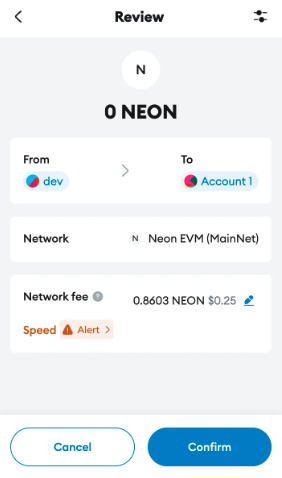 Review
N
0 NEON
From
To
dev
Account 1
Network
N Neon EVM (MainNet)
Network fee ? 0.8603 NEON $0.25
Speed Alert
Cancel
Confirm